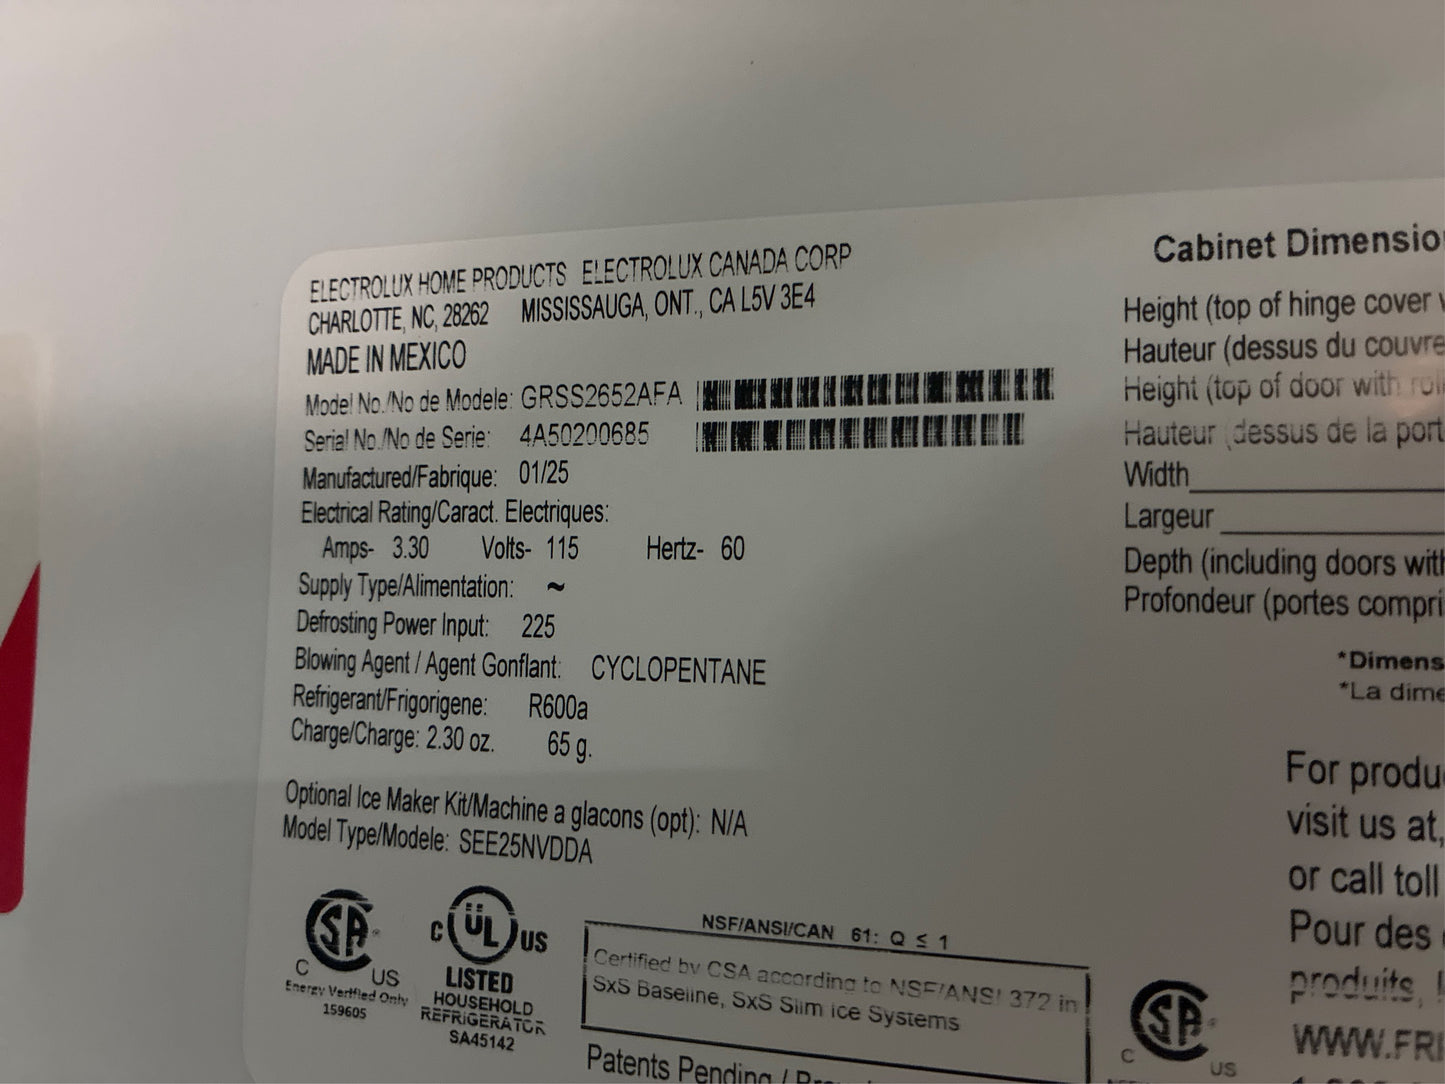 ELECTROLUX HOME PRODUCTS ELECTROLUX CANADA CORP
CHARLOTTE, NC, 28262 MISSISSAUGA, ONT., CA L5V 3E4
MADE IN MEXICO
Model No./No de Modele: GRSS2652AFA
Serial No./No de Serie: 4A50200685
Manufactured/Fabrique: 01/25
Electrical Rating/Caract. Electriques:
Amps- 3.30 Volts- 115 Hertz- 60
Supply Type/Alimentation: ~
Defrosting Power Input: 225
Blowing Agent / Agent Gonflant: CYCLOPENTANE
Refrigerant/Frigorigene: R600a
Charge/Charge: 2.30 oz. 65 g.
Optional Ice Maker Kit/Machine a glacons (opt): N/A
Model Type/Modele: SEE25NVDDA
SA
C US
Energy Verified Only
159605
C UL US
LISTED
HOUSEHOLD
REFRIGERATOR
SA45142
NSF/ANSI/CAN 61: Q ≤ 1
Certified by CSA according to NSF/ANSI 372 in
SxS Baseline, SxS Slim Ice Systems
Patents Pending /
Cabinet Dimensio
Height (top of hinge cover
Hauteur (dessus du couvre
Height (top of door with
Hauteur (dessus de la port
Width
Largeur
Depth (including doors with
Profondeur (portes compri
*Dimens
*La dime
For produ
visit us at,
or call toll
Pour des
produits,
WWW.FRI
SA
C US